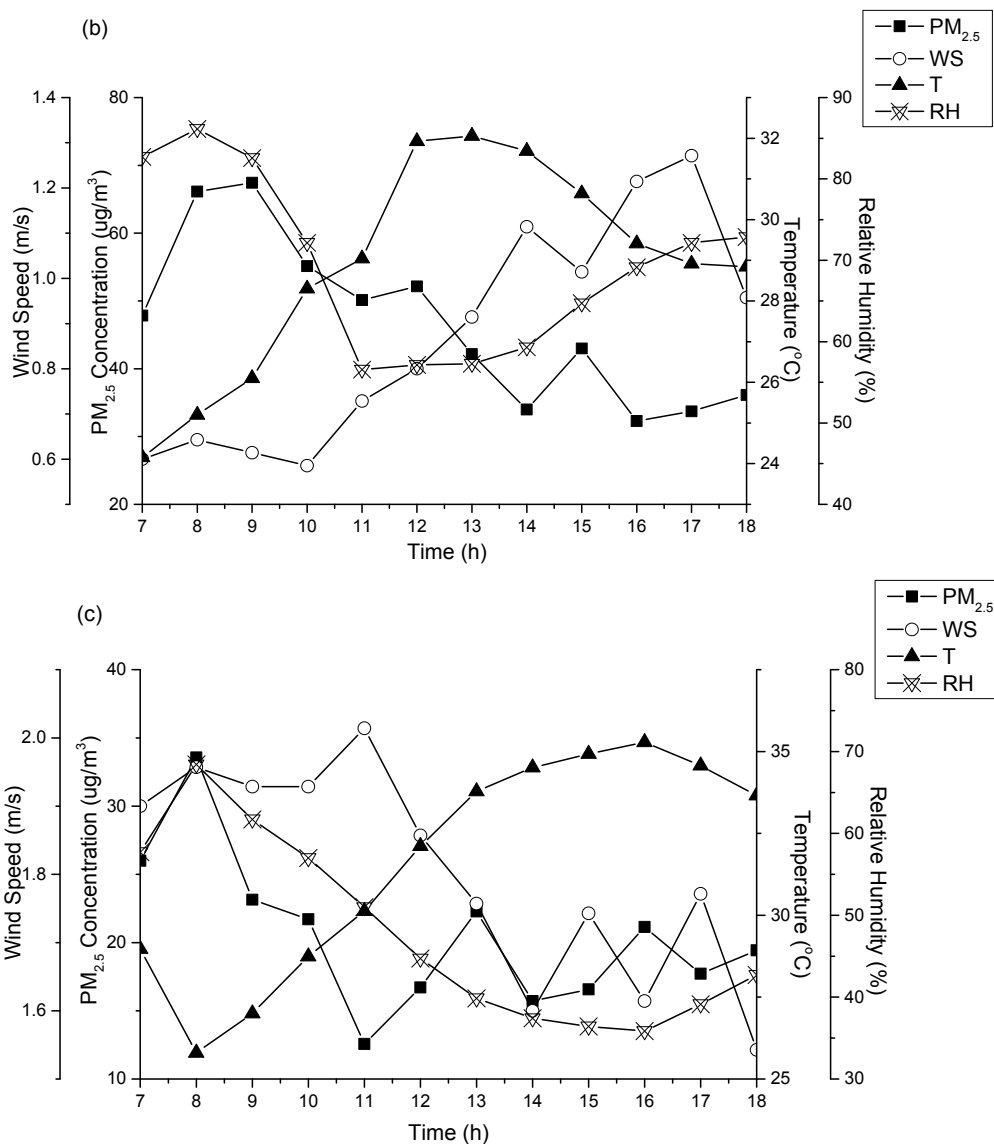 (b)
PM2.5
WS
T
RH
1.4
1.2
1.0
0.8
0.6
Wind Speed (m/s)
80
60
40
20
PM2.5 Concentration (ug/m3)
32
30
28
26
24
Temperature (oC)
90
80
70
60
50
40
Relative Humidity (%)
7 8 9 10 11 12 13 14 15 16 17 18
Time (h)
(c)
PM2.5
WS
T
RH
2.0
1.8
1.6
Wind Speed (m/s)
40
30
20
10
PM2.5 Concentration (ug/m3)
35
30
25
Temperature (oC)
80
70
60
50
40
30
Relative Humidity (%)
7 8 9 10 11 12 13 14 15 16 17 18
Time (h)